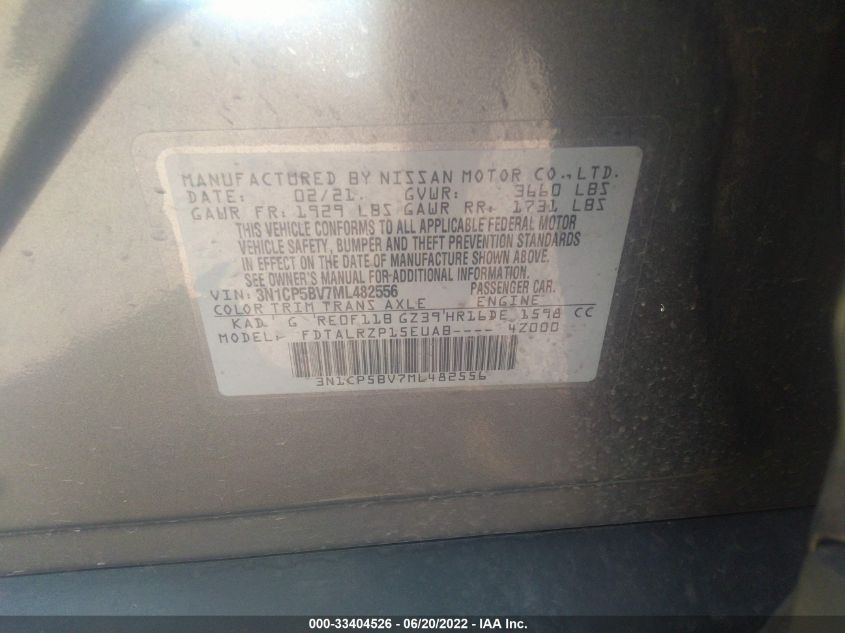 MANUFACTURED BY NISSAN MOTOR CO., LTD.
DATE: 02/21 GVWR: 3660 LBS
GAWR FR: 1929 LBS GAWR RR: 1731 LBS
THIS VEHICLE CONFORMS TO ALL APPLICABLE FEDERAL MOTOR
VEHICLE SAFETY, BUMPER AND THEFT PREVENTION STANDARDS
IN EFFECT ON THE DATE OF MANUFACTURE SHOWN ABOVE.
SEE OWNER'S MANUAL FOR ADDITIONAL INFORMATION.
VIN: 3N1CP5BV7ML482556 PASSENGER CAR.
COLOR TRIM TRANS AXLE ENGINE
KAD G RE0F11B GZ39 HR16DE 1598 CC
MODEL: FDTALRZP15EUAB---- 4Z000
3N1CP5BV7ML482556
000-33404526 - 06/20/2022 - IAA, Inc.